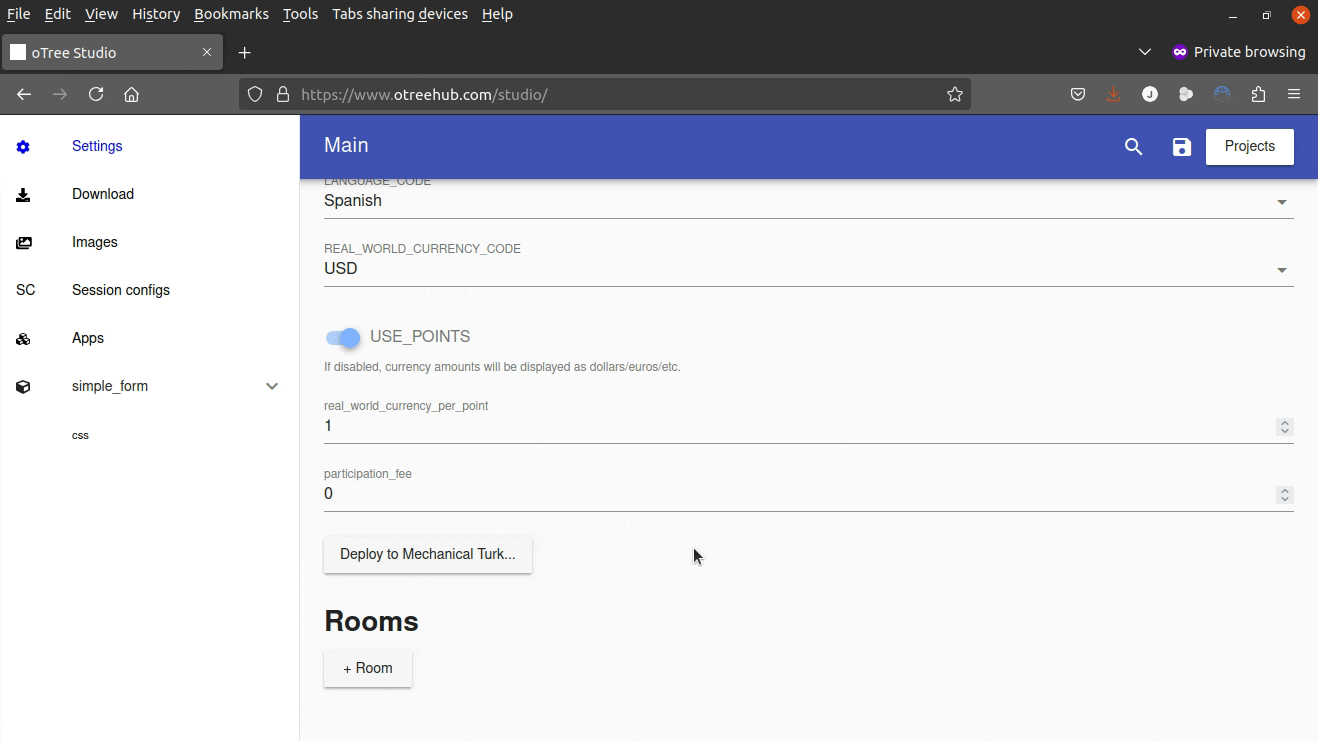 File Edit View History Bookmarks Tools Tabs sharing devices Help
oTree Studio
Private browsing
https://www.otreehub.com/studio/
J
Settings
Main
Projects
Download
LANGUAGE_CODE
Spanish
Images
REAL_WORLD_CURRENCY_CODE
USD
SC Session configs
Apps
USE_POINTS
If disabled, currency amounts will be displayed as dollars/euros/etc.
simple_form
real_world_currency_per_point
1
css
participation_fee
0
Deploy to Mechanical Turk...
Rooms
+ Room